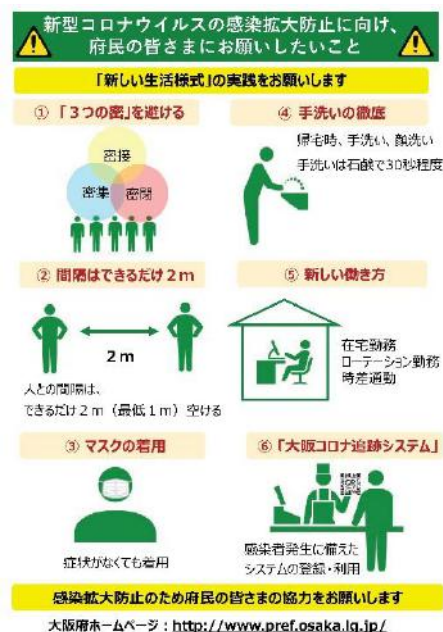 新型コロナウイルスの感染拡大防止に向け、
府民の皆さまにお願いしたいこと
「新しい生活様式」の実践をお願いします
① 「３つの密」を避ける
密接
密集
密閉
② 間隔はできるだけ２ｍ
２ｍ
人との間隔は、
できるだけ２ｍ（最低１ｍ）空ける
③ マスクの着用
症状がなくても着用
④ 手洗いの徹底
帰宅時、手洗い、顔洗い
手洗いは石鹸で30秒程度
⑤ 新しい働き方
在宅勤務
ローテーション勤務
時差通勤
⑥ 「大阪コロナ追跡システム」
感染者発生に備えた
システムの登録・利用
感染拡大防止のため府民の皆さまの協力をお願いします
大阪府ホームページ：http://www.pref.osaka.lg.jp/